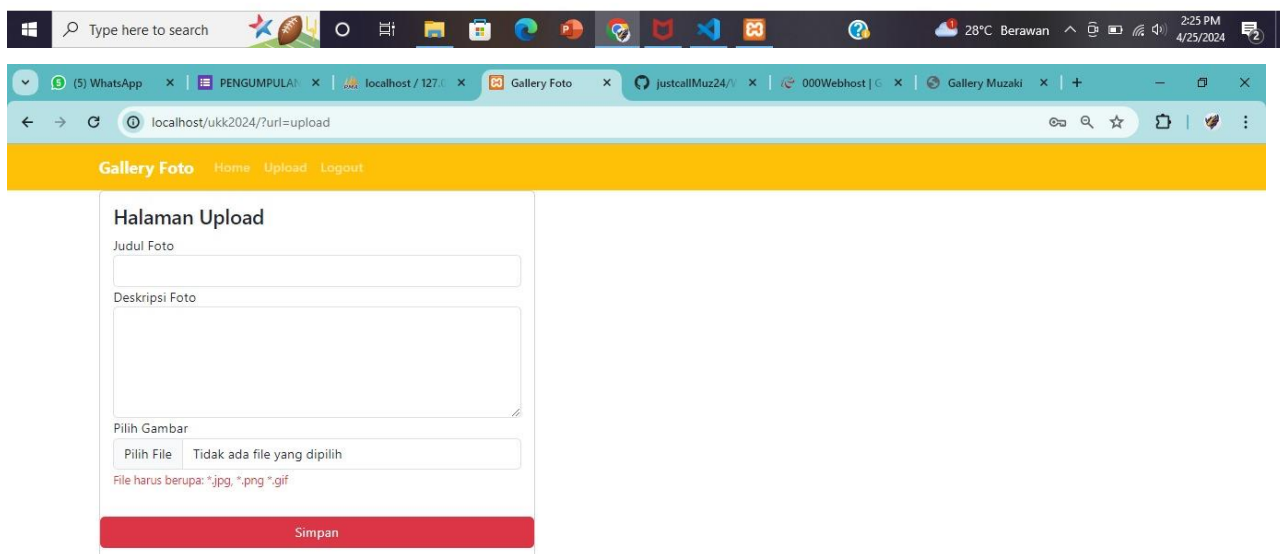 Type here to search
28°C Berawan
2:25 PM
4/25/2024
2
(5) WhatsApp
PENGUMPULAN
localhost / 127.0
Gallery Foto
justcallMuz24/
000Webhost | G
Gallery Muzaki
localhost/ukk2024/?url=upload
Gallery Foto Home Upload Logout
Halaman Upload
Judul Foto
Deskripsi Foto
Pilih Gambar
Pilih File Tidak ada file yang dipilih
File harus berupa: *.jpg, *.png *.gif
Simpan